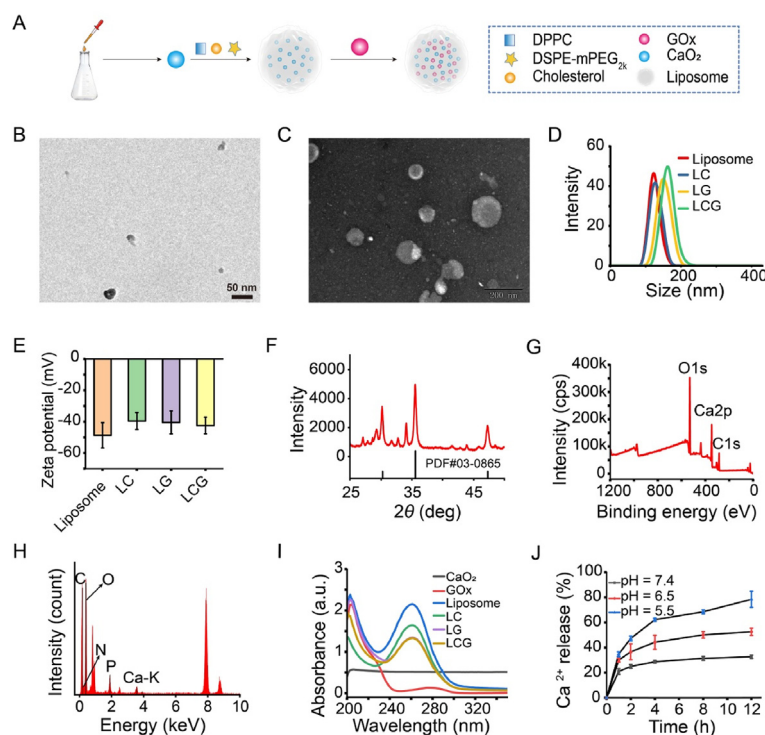 A
DPPC
DSPE-mPEG2k
Cholesterol
GOx
CaO₂
Liposome
B
50 nm
C
200 nm
D
Intensity
60
40
20
0
Liposome
LC
LG
LCG
0 200 400
Size (nm)
E
Zeta potential (mV)
0
-20
-40
-60
Liposome
LC
LG
LCG
F
Intensity
6000
4000
2000
0
PDF#03-0865
25 35 45
2θ (deg)
G
Intensity (cps)
400k
300k
200k
100k
0
O1s
Ca2p
C1s
1200 800 400 0
Binding energy (eV)
H
Intensity (count)
C
O
N
P
Ca-K
0 2 4 6 8 10
Energy (keV)
I
Absorbance (a.u.)
3
2
1
0
CaO₂
GOx
Liposome
LC
LG
LCG
200 240 280 320
Wavelength (nm)
J
Ca ²⁺ release (%)
100
80
60
40
20
0
pH = 7.4
pH = 6.5
pH = 5.5
0 2 4 6 8 10 12
Time (h)